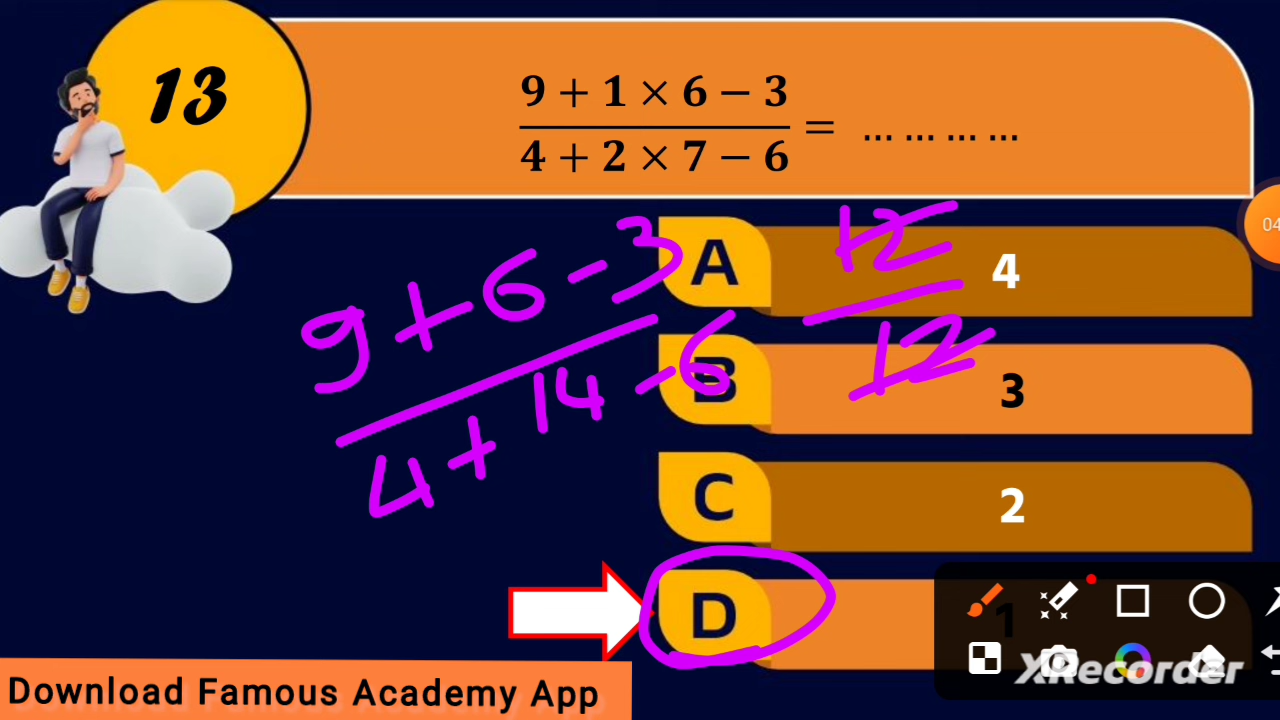 13
9 + 1 × 6 − 3
4 + 2 × 7 − 6
= ... ... ... ...
9 + 6 - 3
4 + 14 - 6
12
12
04
A 4
B 3
C 2
D 1
XRecorder
Download Famous Academy App